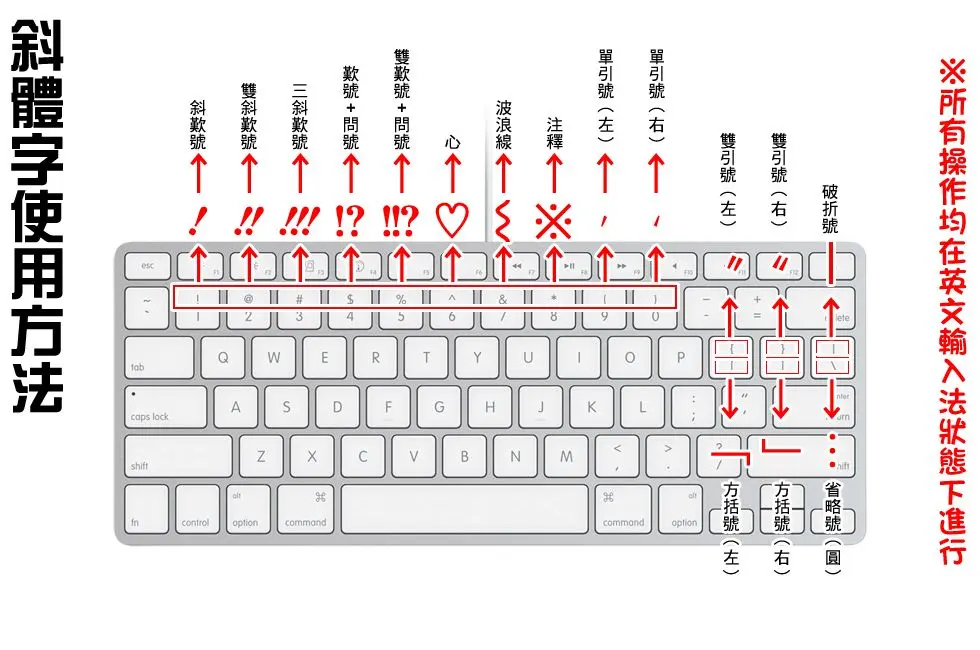 斜體字使用方法
斜歎號
雙斜歎號
三斜歎號
歎號+問號
雙歎號+問號
心
波浪線
注釋
單引號(左)
單引號(右)
雙引號(左)
雙引號(右)
破折號
! !! !!! !? !!? ♡ ⌇ ※ ′ ‵
esc F1 F2 F3 F4 F5 F6 F7 F8 F9 F10 F11 F12
~ ! @ # $ % ^ & * ( ) – +
` 1 2 3 4 5 6 7 8 9 0 - = delete
tab Q W E R T Y U I O P { [ } ] | \
caps lock A S D F G H J K L : ; " ' enter
shift Z X C V B N M < , > . ? / shift
fn control alt option ⌘ command ⌘ command alt option
方括號(左)
方括號(右)
省略號(圓)
※所有操作均在英文輸入法狀態下進行